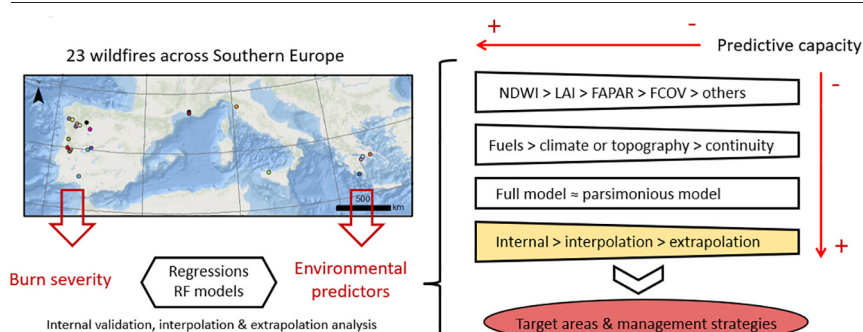 23 wildfires across Southern Europe
500
km
Burn severity
Regressions
RF models
Environmental
predictors
Internal validation, interpolation & extrapolation analysis
+
-
Predictive capacity
-
NDWI > LAI > FAPAR > FCOV > others
Fuels > climate or topography > continuity
Full model ≈ parsimonious model
Internal > interpolation > extrapolation
+
Target areas & management strategies